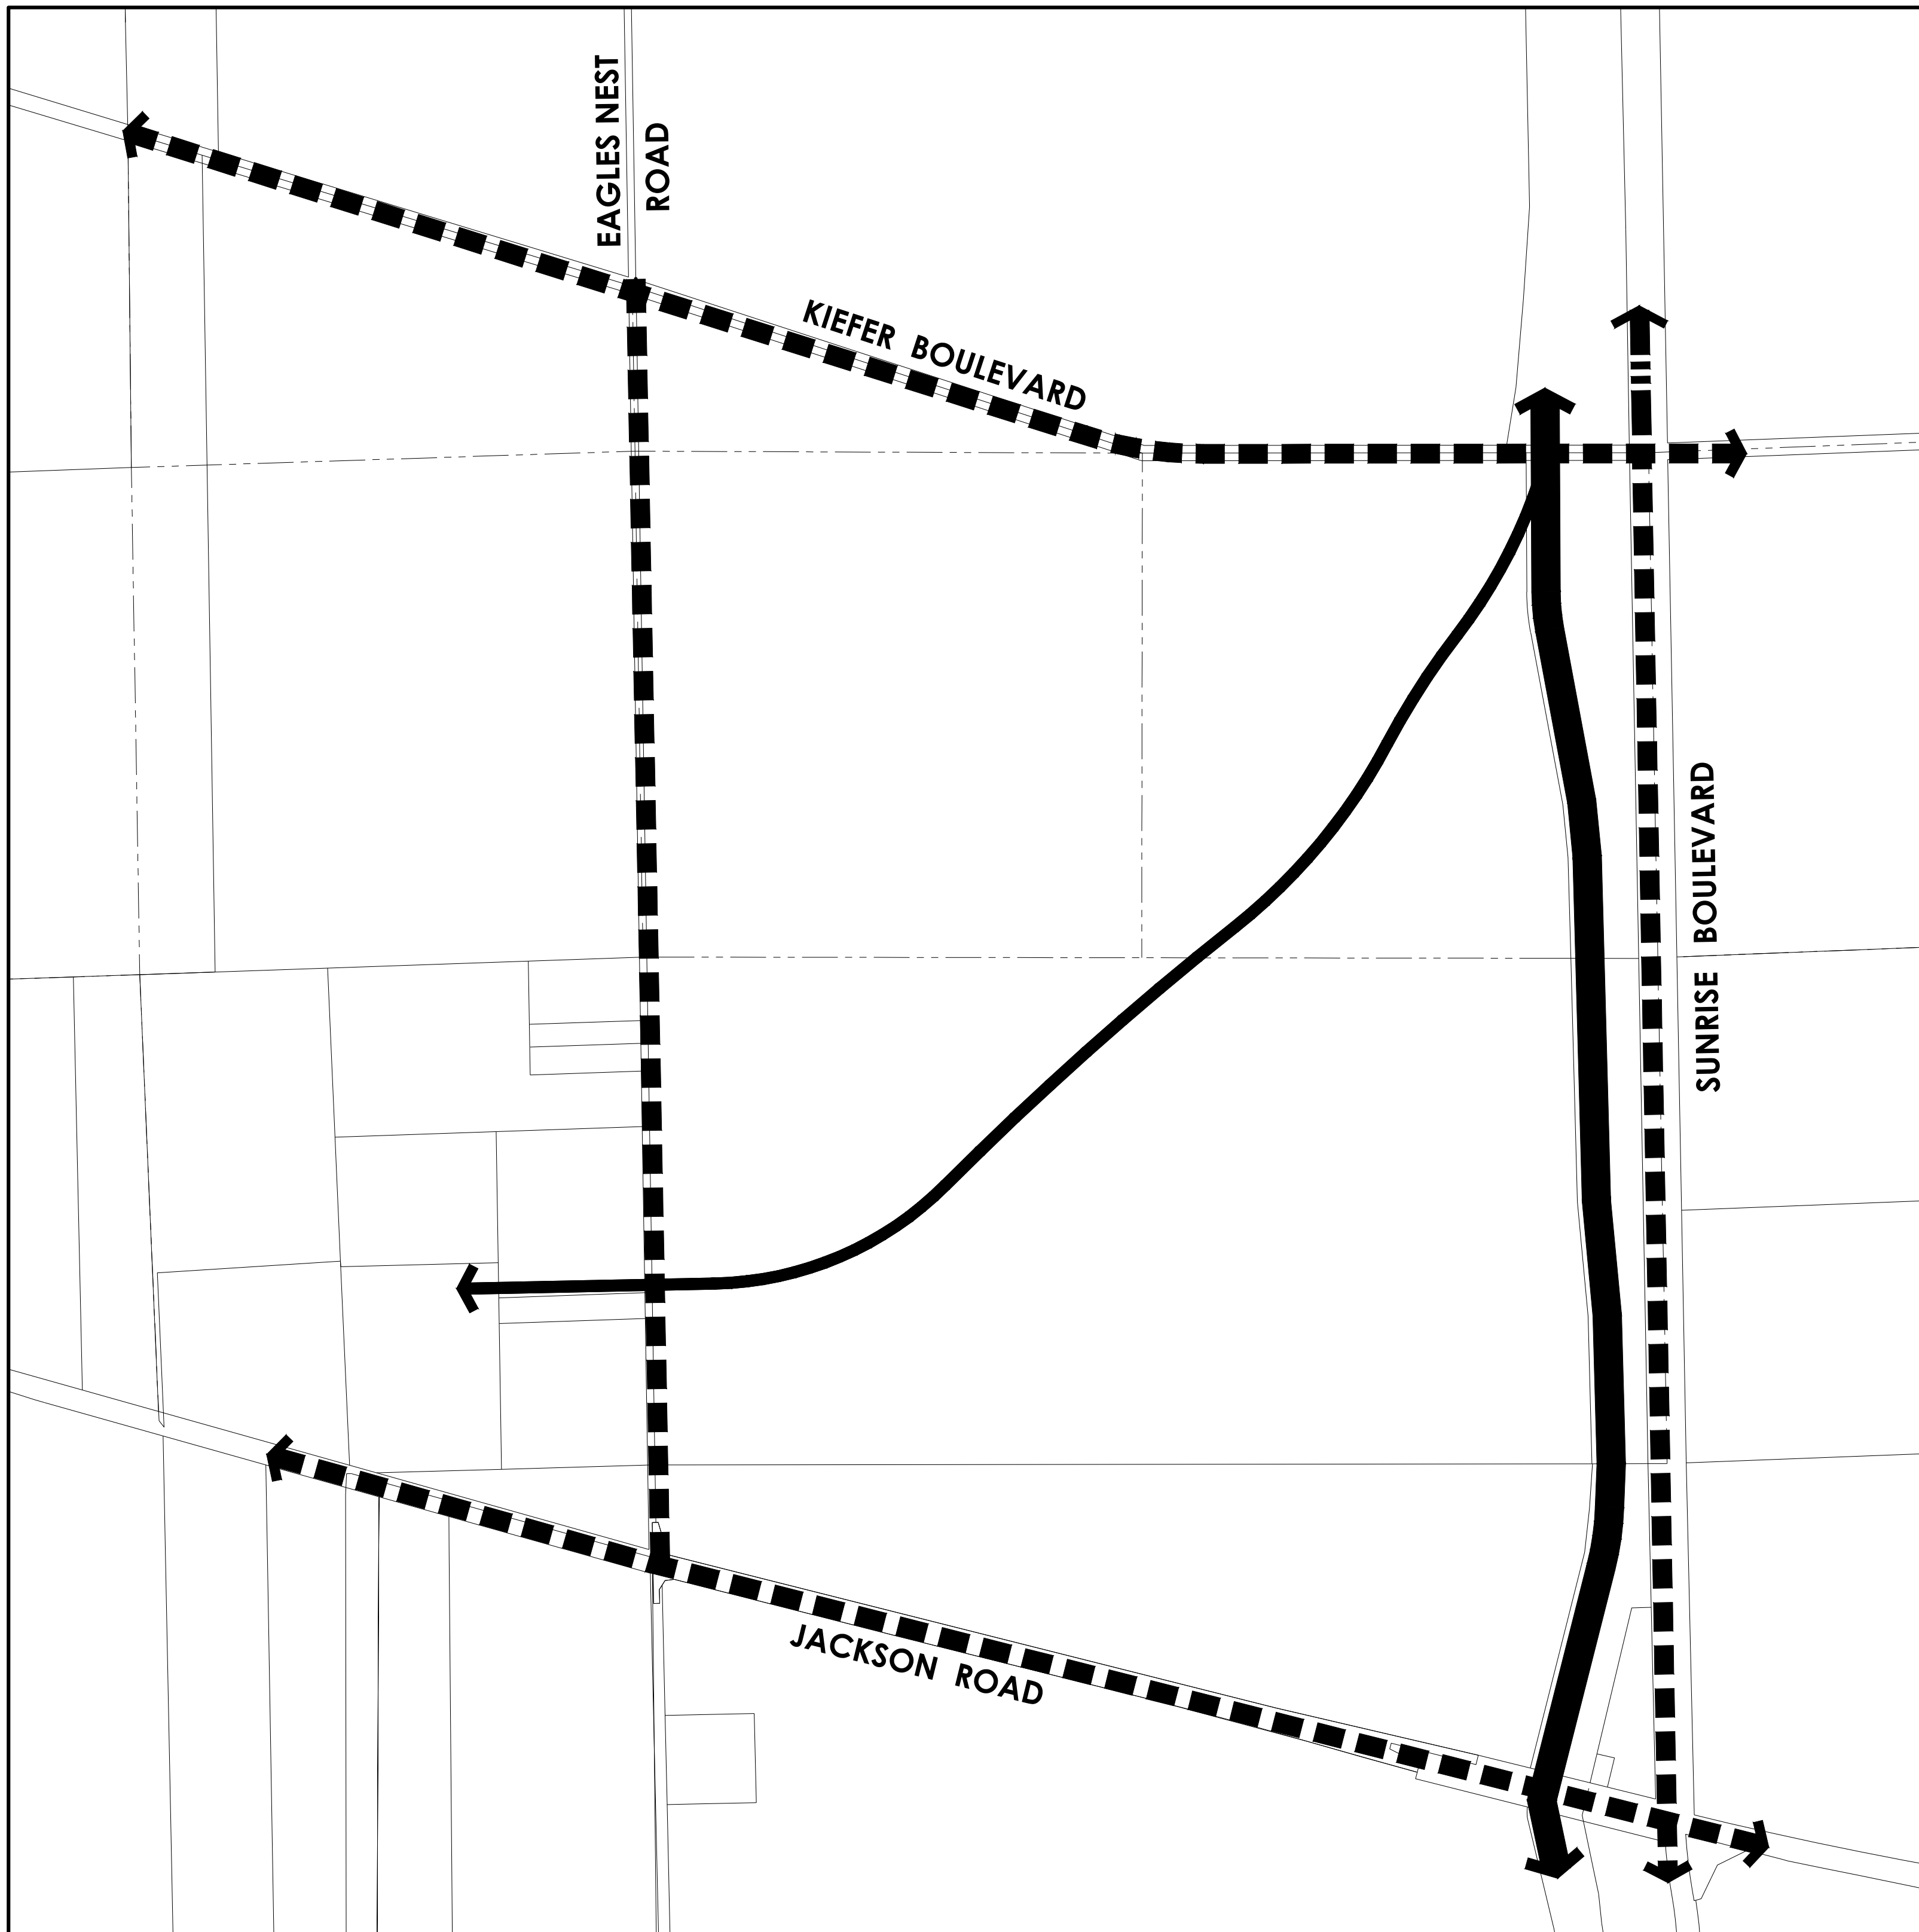 EAGLES NEST
ROAD
KIEFER BOULEVARD
SUNRISE BOULEVARD
JACKSON ROAD